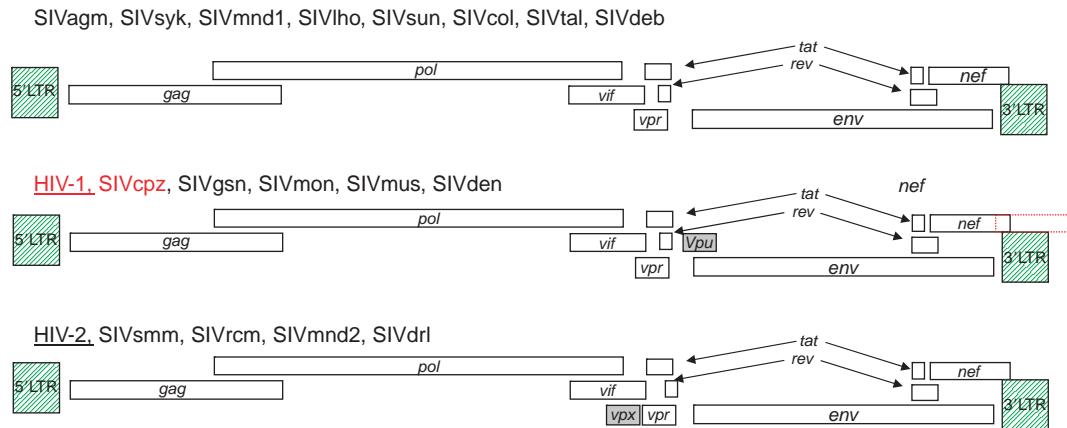 SIVagm, SIVsyk, SIVmnd1, SIVlho, SIVsun, SIVcol, SIVtal, SIVdeb
tat
rev
pol
nef
5'LTR
gag
vif
3'LTR
vpr
env
HIV-1, SIVcpz, SIVgsn, SIVmon, SIVmus, SIVden
nef
tat
rev
pol
nef
5'LTR
gag
vif
Vpu
3'LTR
vpr
env
HIV-2, SIVsmm, SIVrcm, SIVmnd2, SIVdrl
tat
rev
pol
nef
5'LTR
gag
vif
3'LTR
vpx
vpr
env